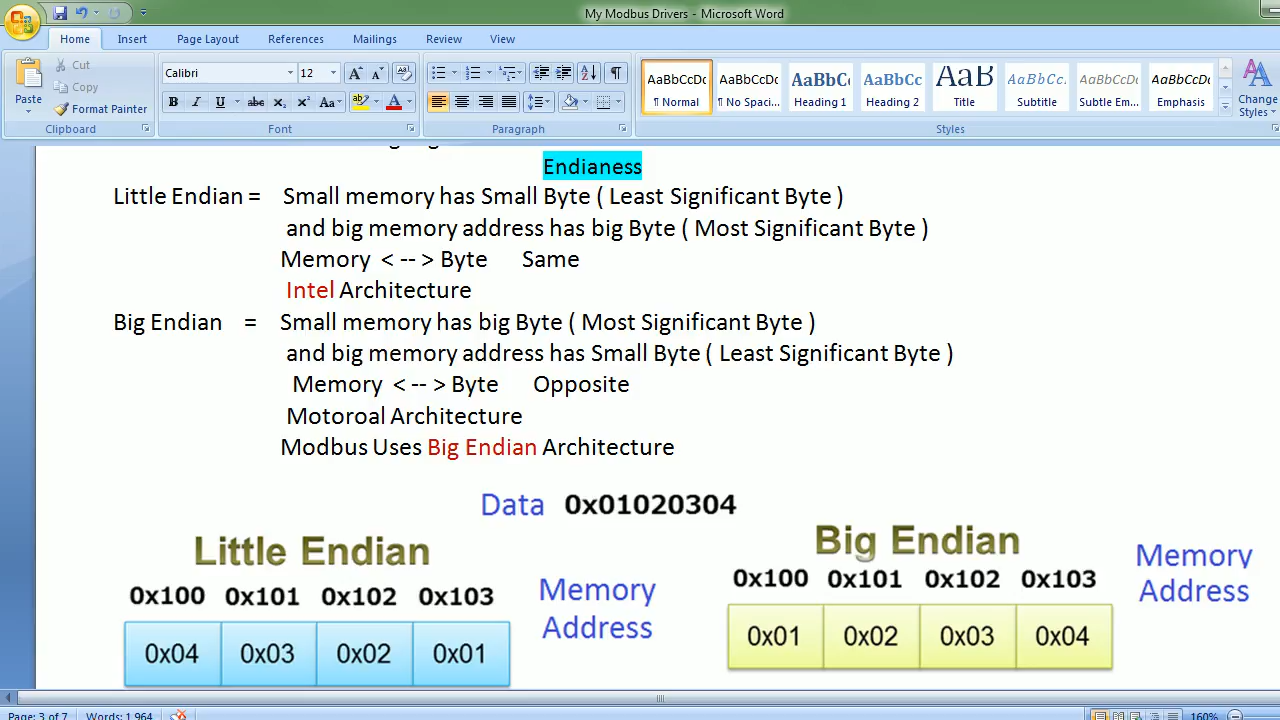 My Modbus Drivers - Microsoft Word
Home Insert Page Layout References Mailings Review View
Paste
Cut
Copy
Format Painter
Clipboard
Calibri 12
Font
Paragraph
AaBbCcDc AaBbCcDc AaBbC AaBbCc AaB AaBbCc. AaBbCcD AaBbCcD
¶ Normal ¶ No Spaci... Heading 1 Heading 2 Title Subtitle Subtle Em... Emphasis
Change
Styles
Styles
Endianess
Little Endian = Small memory has Small Byte ( Least Significant Byte )
and big memory address has big Byte ( Most Significant Byte )
Memory < -- > Byte Same
Intel Architecture
Big Endian = Small memory has big Byte ( Most Significant Byte )
and big memory address has Small Byte ( Least Significant Byte )
Memory < -- > Byte Opposite
Motoroal Architecture
Modbus Uses Big Endian Architecture
Data 0x01020304
Little Endian
0x100 0x101 0x102 0x103
0x04 0x03 0x02 0x01
Memory
Address
Big Endian
0x100 0x101 0x102 0x103
0x01 0x02 0x03 0x04
Memory
Address
Page: 3 of 7 Words: 1,964 160%